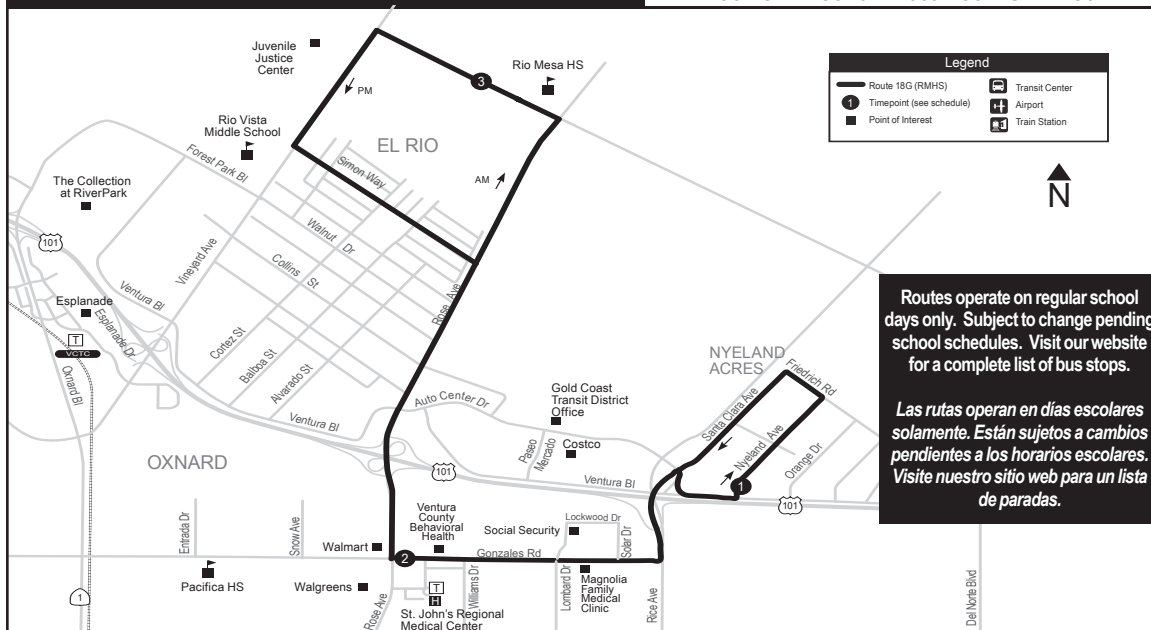 Juvenile
Justice
Center
Rio Mesa HS
3
PM
Rio Vista
Middle School
EL RIO
Forest Park Bl
Simon Way
AM
The Collection
at RiverPark
Walnut Dr
Collins St
Vineyard Ave
101
Ventura Bl
Esplanade
Esplanade Dr
T
VCTC
Oxnard Bl
Rose Ave
Cortez St
Balboa St
Alvarado St
Ventura Bl
Auto Center Dr
OXNARD
101
Legend
Route 18G (RMHS)
1
Timepoint (see schedule)
Point of Interest
Transit Center
Airport
Train Station
N
NYELAND
ACRES
Friedrich Rd
Santa Clara Ave
Nyeland Ave
Orange Dr
1
Gold Coast
Transit District
Office
Paseo
Mercado
Costco
Ventura Bl
101
Routes operate on regular school
days only. Subject to change pending
school schedules. Visit our website
for a complete list of bus stops.
Las rutas operan en días escolares
solamente. Están sujetos a cambios
pendientes a los horarios escolares.
Visite nuestro sitio web para un lista
de paradas.
Entrada Dr
Snow Ave
Walmart
2
Ventura
County
Behavioral
Health
Social Security
Lockwood Dr
Solar Dr
Gonzales Rd
Pacifica HS
1
Walgreens
Rose Ave
T
H
St. John's Regional
Medical Center
Williams Dr
Lombard Dr
Magnolia
Family
Medical
Clinic
Rice Ave
Del Norte Blvd